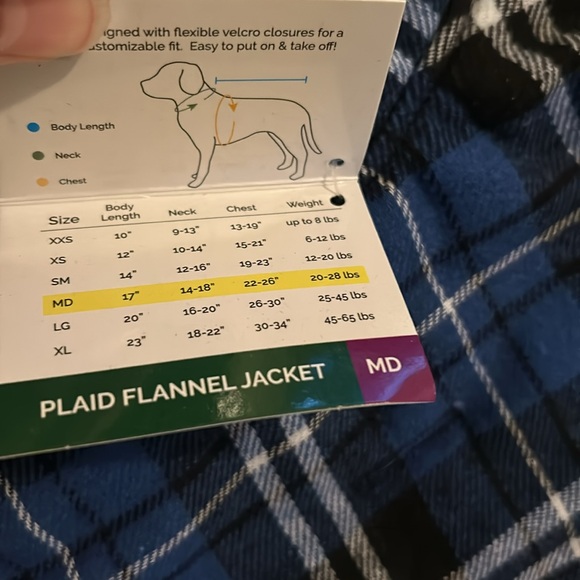 with flexible velcro closures for a
fit. Easy to put on & take off!
Body Length
Neck
Chest
Size Body Length Neck Chest Weight
XXS 10" 9-13" 13-19" up to 8 lbs
XS 12" 10-14" 15-21" 6-12 lbs
SM 14" 12-16" 19-23" 12-20 lbs
MD 17" 14-18" 22-26" 20-28 lbs
LG 20" 16-20" 26-30" 25-45 lbs
XL 23" 18-22" 30-34" 45-65 lbs
PLAID FLANNEL JACKET MD